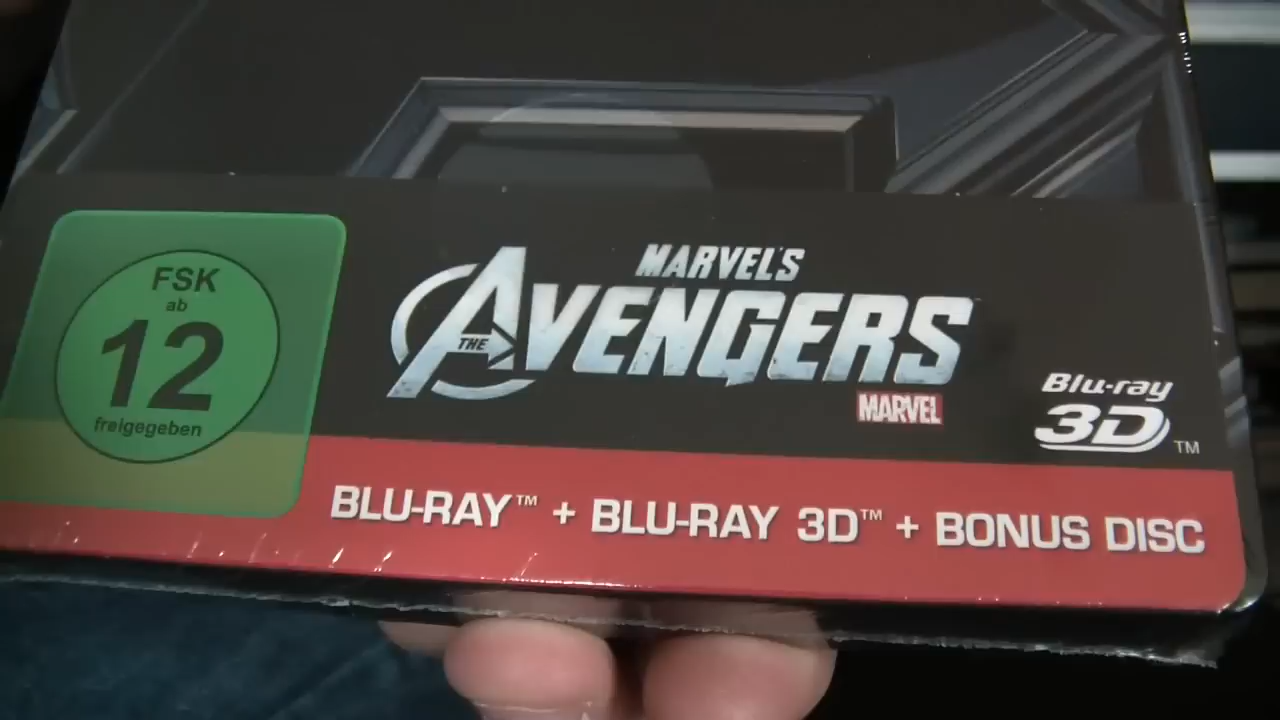 FSK
ab
12
freigegeben
MARVEL'S
THE AVENGERS
MARVEL
Blu-ray
3D™
BLU-RAY™ + BLU-RAY 3D™ + BONUS DISC